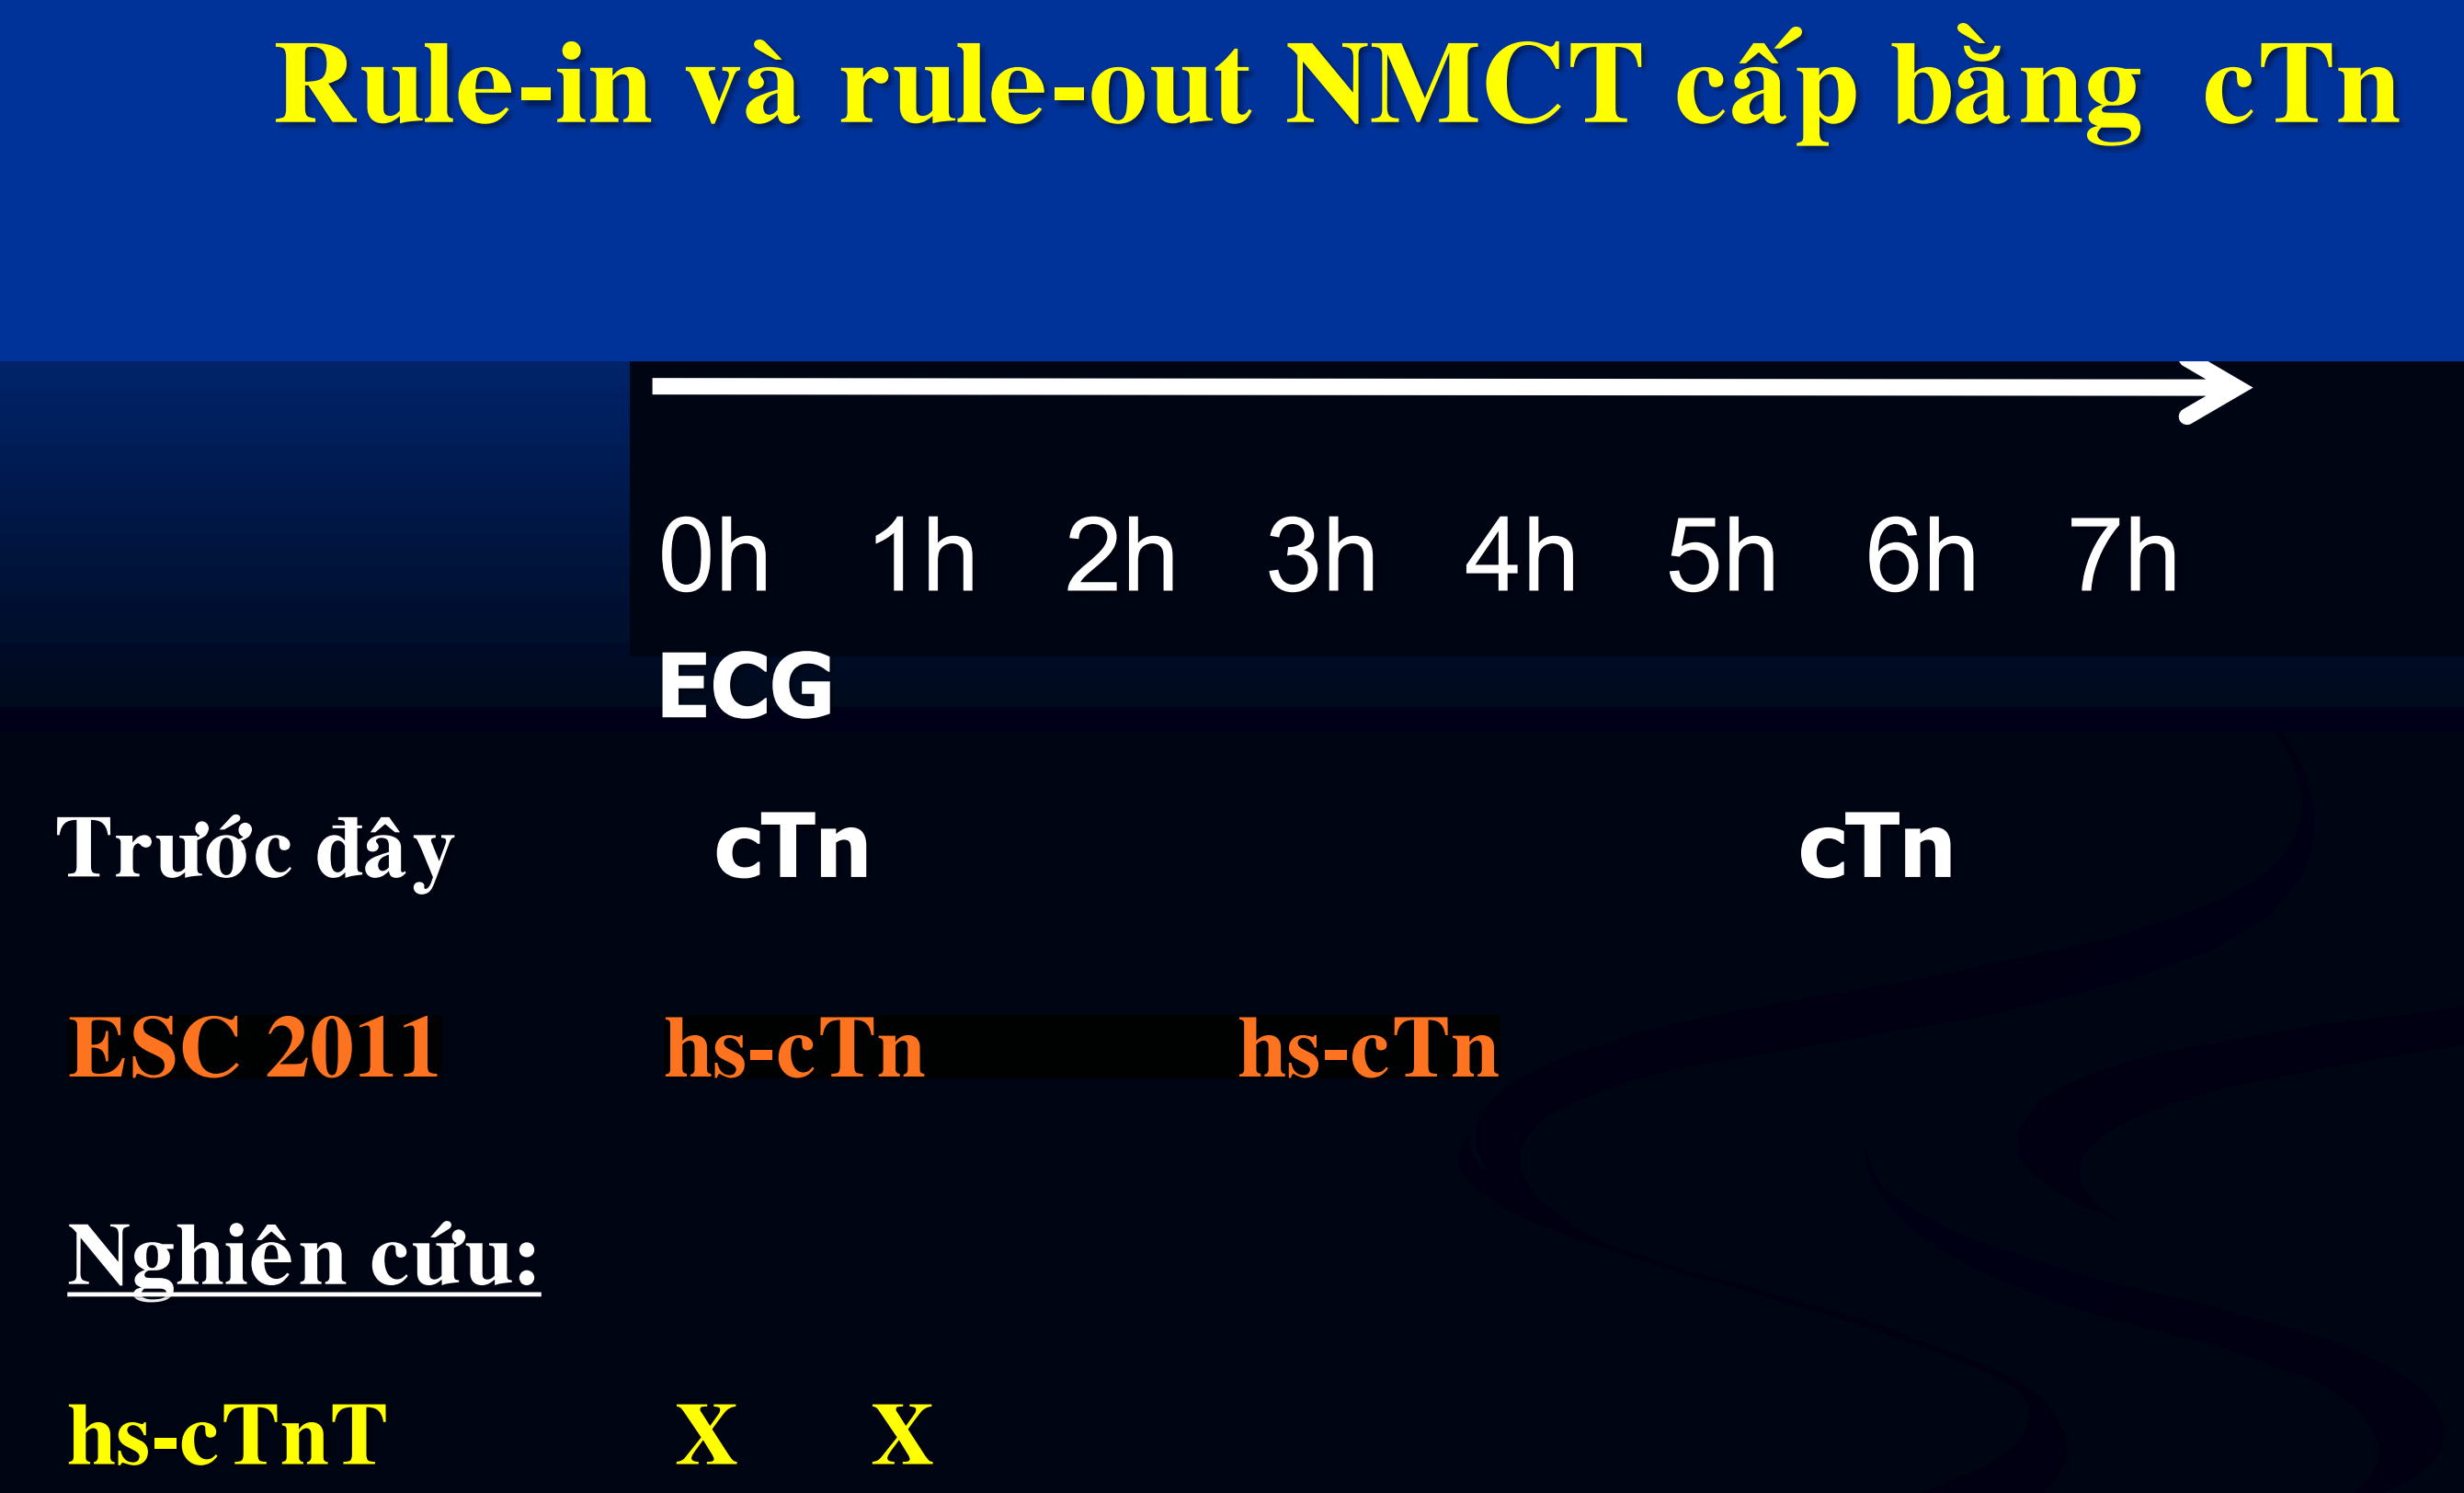 Rule-in và rule-out NMCT cấp bằng cTn
0h 1h 2h 3h 4h 5h 6h 7h
ECG
Trước đây cTn cTn
ESC 2011 hs-cTn hs-cTn
Nghiên cứu:
hs-cTnT X X